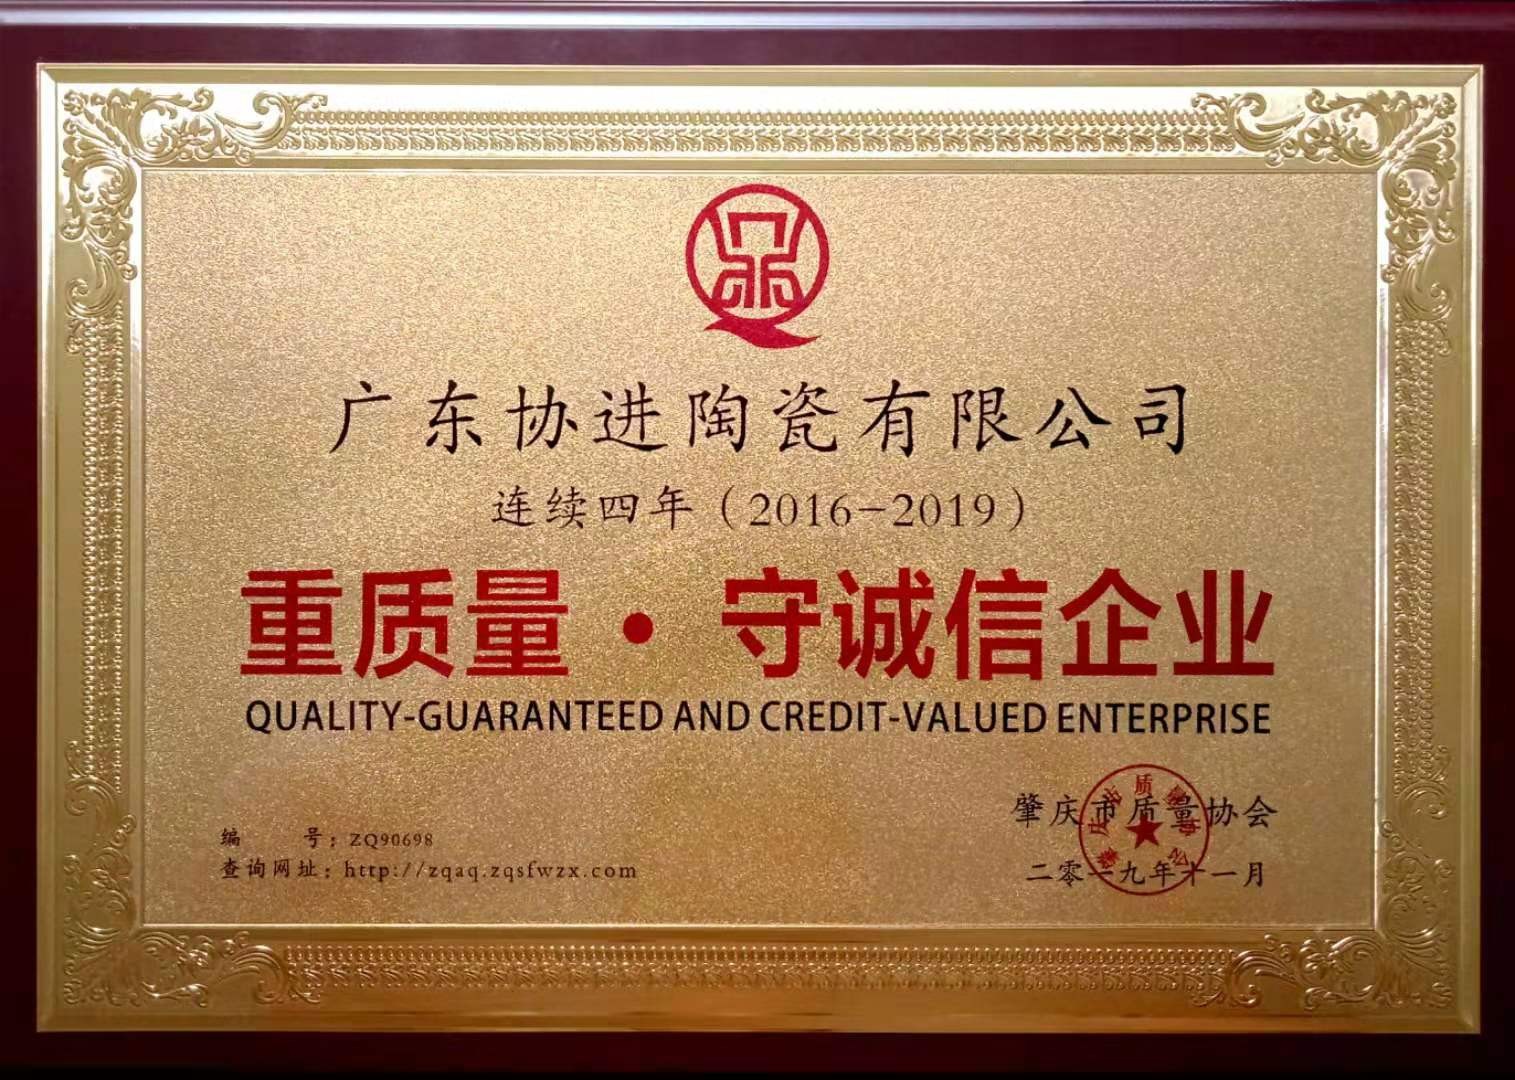 广东协进陶瓷有限公司
连续四年（2016-2019）
重质量·守诚信企业
QUALITY-GUARANTEED AND CREDIT-VALUED ENTERPRISE
编 号：ZQ90698
查询网址：http://zqaq.zqsfwzx.com
肇庆市质量协会
二零一九年十一月